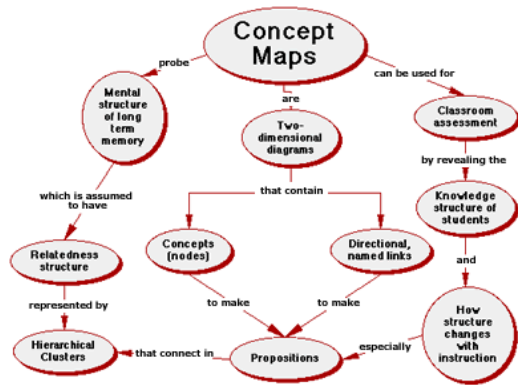 Concept
Maps
probe
can be used for
are
Mental
structure
of long
term
memory
Two-
dimensional
diagrams
Classroom
assessment
by revealing the
which is assumed
to have
that contain
Knowledge
structure of
students
Relatedness
structure
Concepts
(nodes)
Directional,
named links
and
represented by
to make
to make
How
structure
changes
with
instruction
Hierarchical
Clusters
that connect in
Propositions
especially